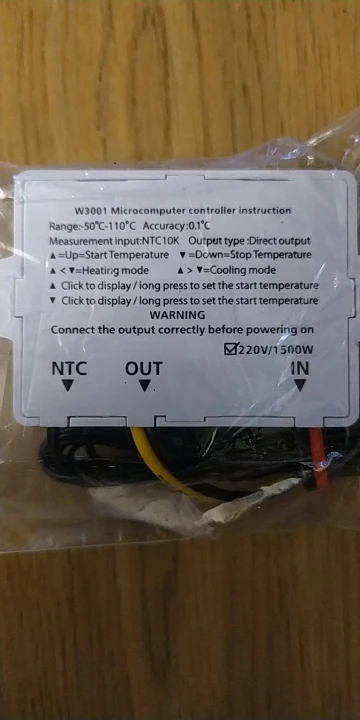 W3001 Microcomputer controller instruction
Range:-50℃-110℃ Accuracy:0.1℃
Measurement input:NTC10K Output type :Direct output
▲=Up=Start Temperature ▼=Down=Stop Temperature
▲ < ▼=Heating mode ▲ > ▼=Cooling mode
▲ Click to display / long press to set the start temperature
▼ Click to display / long press to set the start temperature
WARNING
Connect the output correctly before powering on
☑220V/1500W
NTC OUT IN
▼ ▼ ▼